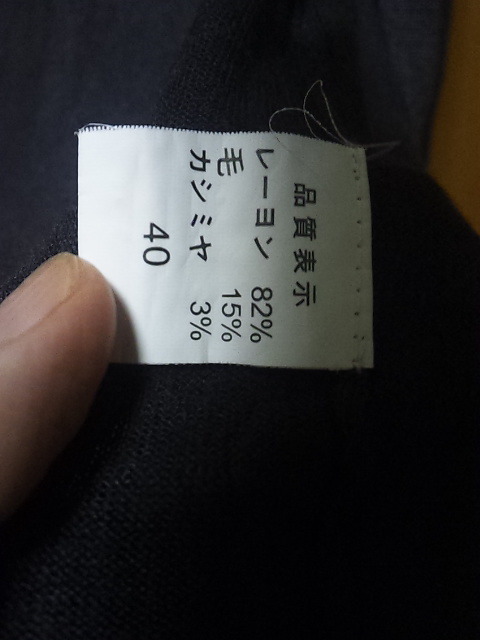 品質表示
レーヨン 82%
毛 15%
カシミヤ 3%
40